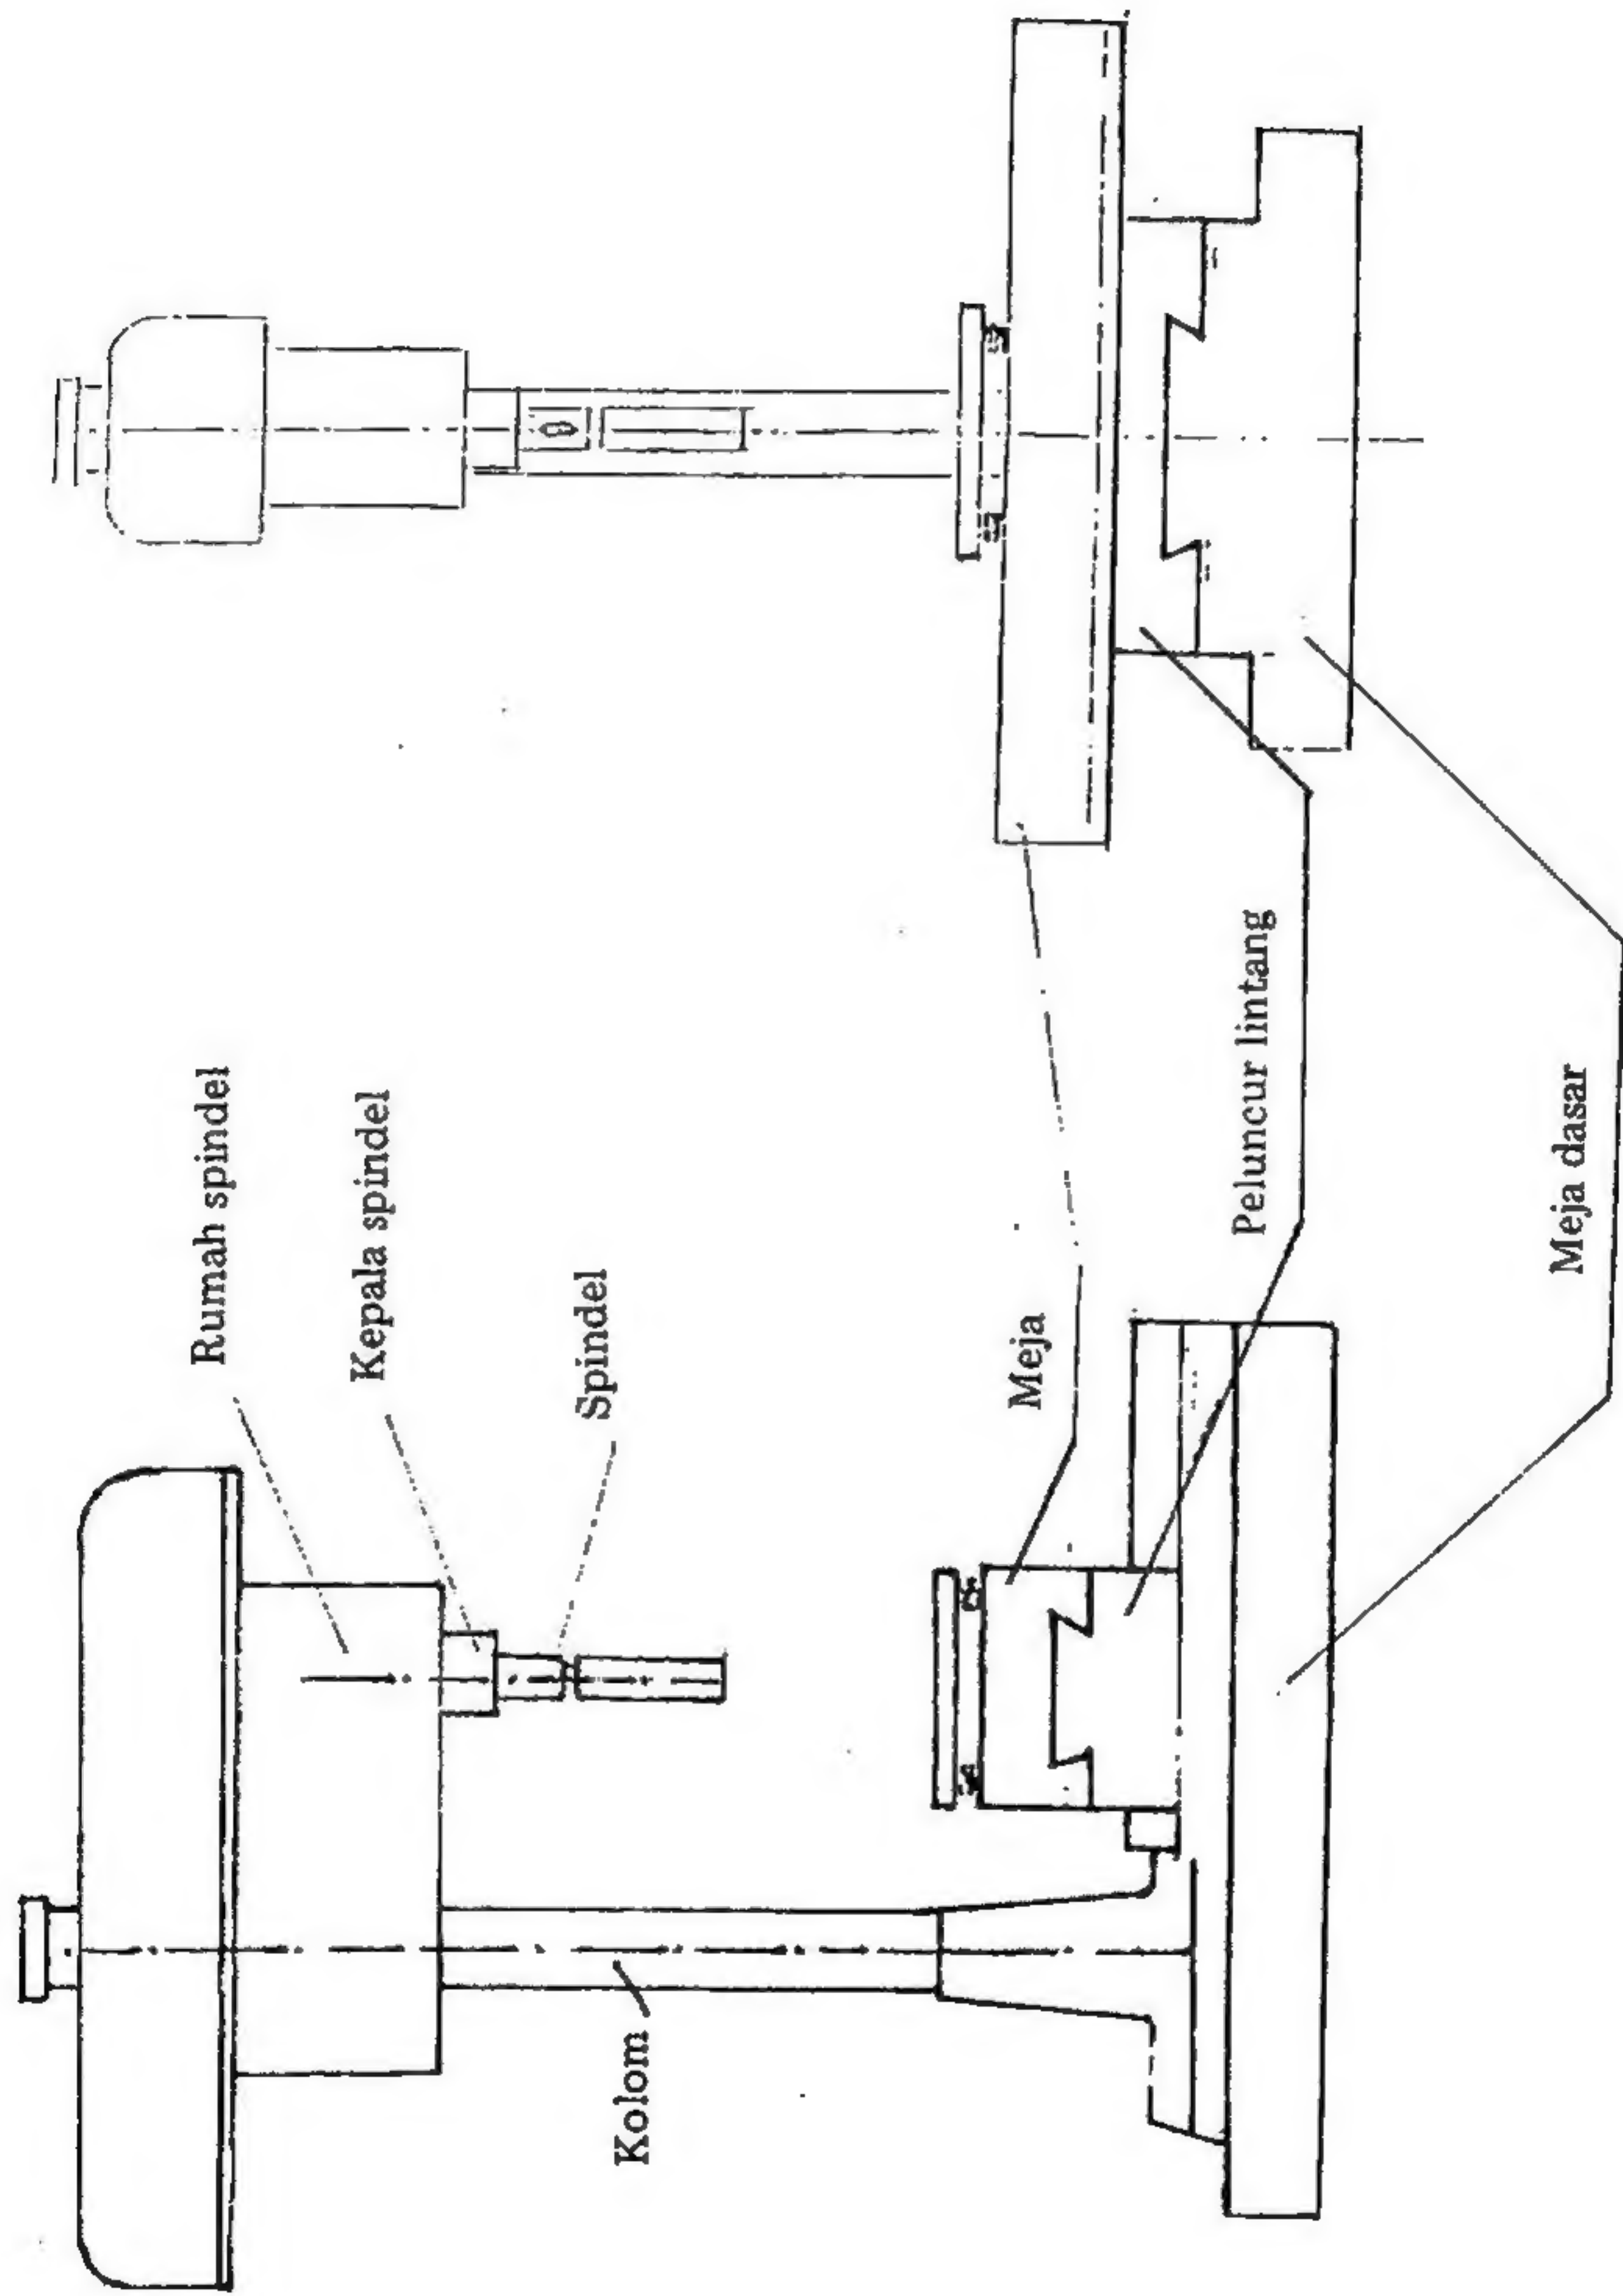 Rumah spindel
Kepala spindel
Spindel
Kolom
Meja
Peluncur lintang
Meja dasar